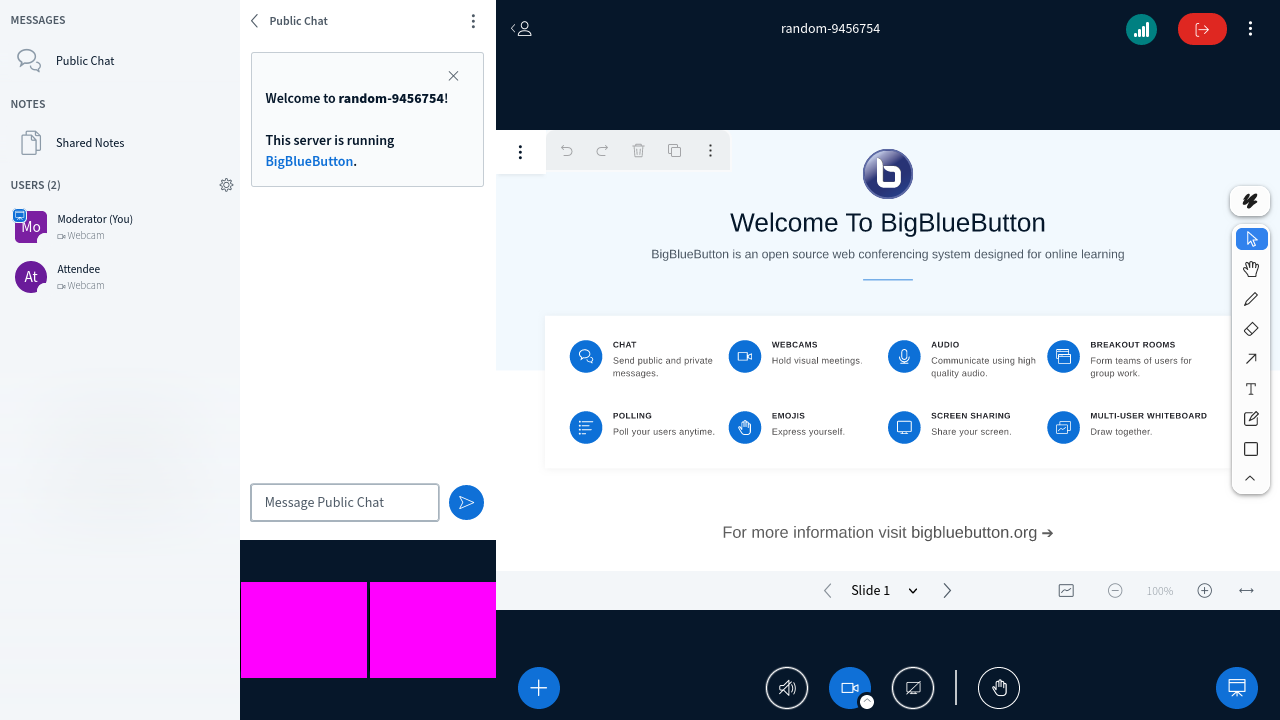 MESSAGES
Public Chat
NOTES
Shared Notes
USERS (2)
Mo
Moderator (You)
Webcam
At
Attendee
Webcam
Public Chat
Welcome to random-9456754!
This server is running
BigBlueButton.
Message Public Chat
random-9456754
b
Welcome To BigBlueButton
BigBlueButton is an open source web conferencing system designed for online learning
CHAT
Send public and private
messages.
WEBCAMS
Hold visual meetings.
AUDIO
Communicate using high
quality audio.
BREAKOUT ROOMS
Form teams of users for
group work.
POLLING
Poll your users anytime.
EMOJIS
Express yourself.
SCREEN SHARING
Share your screen.
MULTI-USER WHITEBOARD
Draw together.
For more information visit bigbluebutton.org ➔
Slide 1
100%